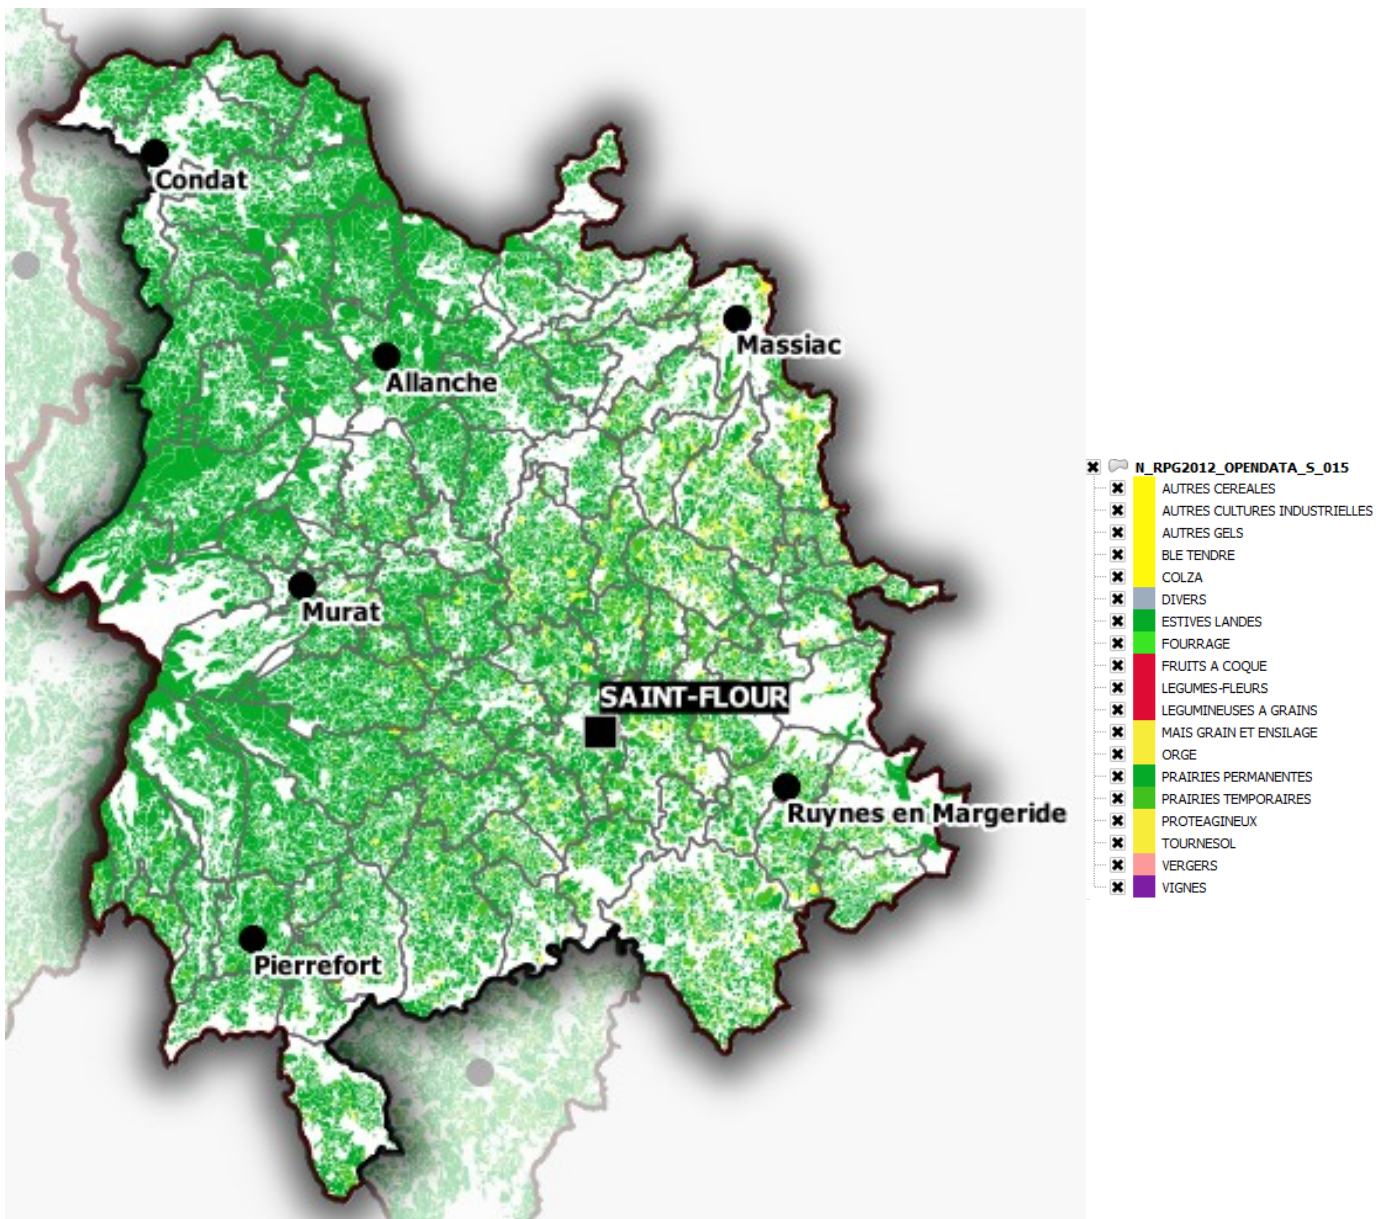 Condat
Allanche
Massiac
Murat
SAINT-FLOUR
Ruynes en Margeride
Pierrefort
N_RPG2012_OPENDATA_S_015
AUTRES CEREALES
AUTRES CULTURES INDUSTRIELLES
AUTRES GELS
BLE TENDRE
COLZA
DIVERS
ESTIVES LANDES
FOURRAGE
FRUITS A COQUE
LEGUMES-FLEURS
LEGUMINEUSES A GRAINS
MAIS GRAIN ET ENSILAGE
ORGE
PRAIRIES PERMANENTES
PRAIRIES TEMPORAIRES
PROTEAGINEUX
TOURNESOL
VERGERS
VIGNES